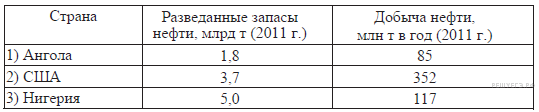 Страна Разведанные запасы нефти, млрд т (2011 г.) Добыча нефти, млн т в год (2011 г.)
1) Ангола 1,8 85
2) США 3,7 352
3) Нигерия 5,0 117